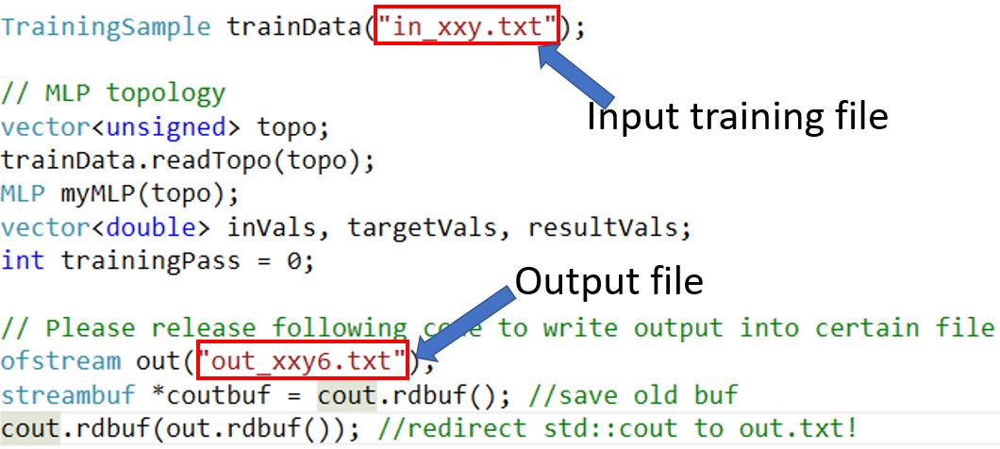 TrainingSample trainData("in_xxy.txt");
// MLP topology
Input training file
vector<unsigned> topo;
trainData.readTopo(topo);
MLP myMLP(topo);
vector<double> inVals, targetVals, resultVals;
int trainingPass = 0;
Output file
// Please release following code to write output into certain file
ofstream out("out_xxy6.txt");
streambuf *coutbuf = cout.rdbuf(); //save old buf
cout.rdbuf(out.rdbuf()); //redirect std::cout to out.txt!